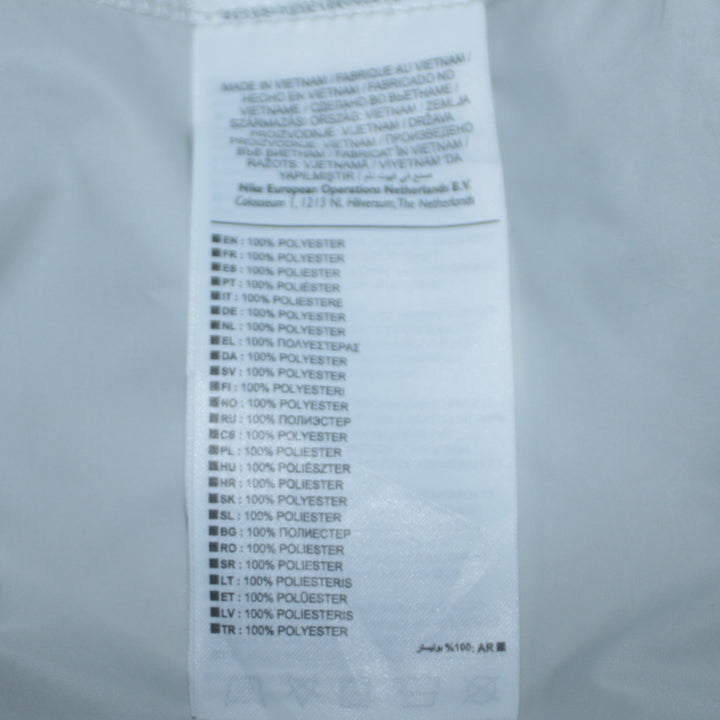 MADE IN VIETNAM / FABRIQUE AU VIETNAM /
HECHO EN VIETNAM / FABRICADO NO
VIETNAME / СДЕЛАНО ВО ВЬЕТНАМЕ /
SZÁRMAZÁSI ORSZÁG: VIETNAM / ZEMLJA
PROIZVODNJE: VIJETNAM / DRŽAVA
PROIZVODNJE: VIETNAM / ПРОИЗВЕДЕНО
ВЪВ ВИЕТНАМ / FABRICAT ÎN VIETNAM /
RAŽOTS: VJETNAMĀ / VİYETNAM 'DA
YAPILMIŞTIR / صنع في فييت نام
Nike European Operations Netherlands B.V.
Colosseum 1, 1213 NL Hilversum, The Netherlands
EN : 100% POLYESTER
FR : 100% POLYESTER
ES : 100% POLIÉSTER
PT : 100% POLIÉSTER
IT : 100% POLIESTERE
DE : 100% POLYESTER
NL : 100% POLYESTER
EL : 100% ΠΟΛΥΕΣΤΕΡΑΣ
DA : 100% POLYESTER
SV : 100% POLYESTER
FI : 100% POLYESTERI
NO : 100% POLYESTER
RU : 100% ПОЛИЭСТЕР
CS : 100% POLYESTER
PL : 100% POLIESTER
HU : 100% POLIÉSZTER
HR : 100% POLIESTER
SK : 100% POLYESTER
SL : 100% POLIESTER
BG : 100% ПОЛИЕСТЕР
RO : 100% POLIESTER
SR : 100% POLIESTER
LT : 100% POLIESTERIS
ET : 100% POLÜESTER
LV : 100% POLIESTERIS
TR : 100% POLYESTER
AR :100% بوليستر